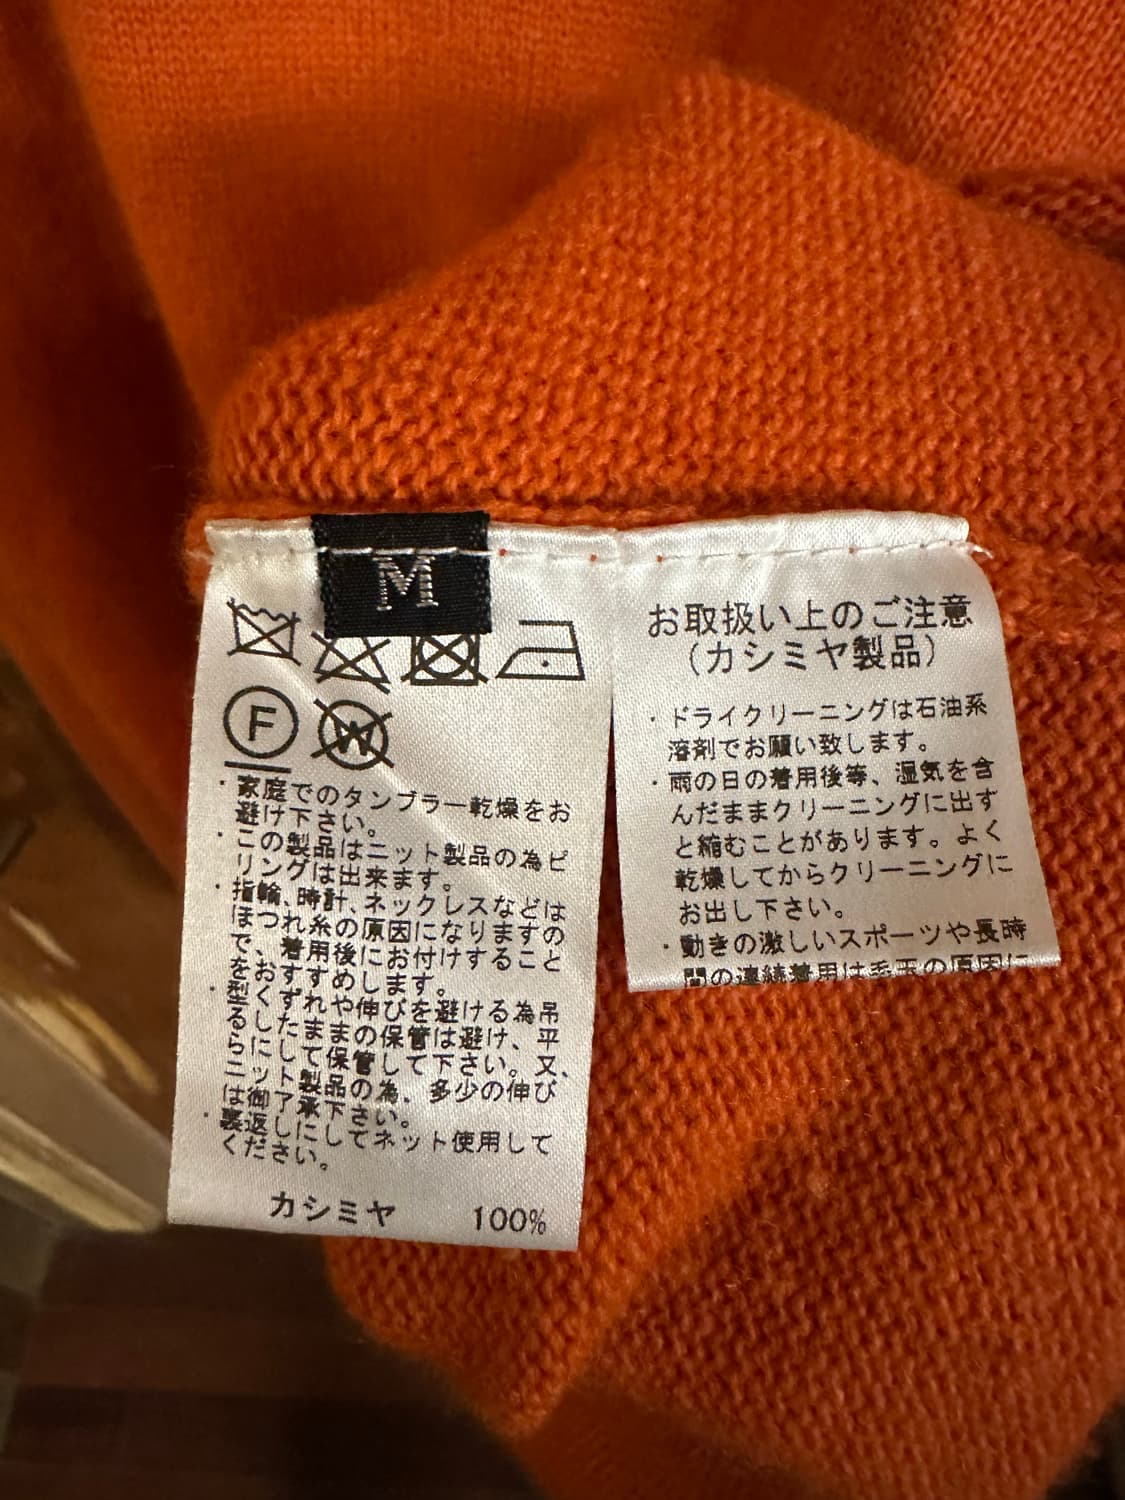 M
F
W
・家庭でのタンブラー乾燥をお
避け下さい。
・この製品はニット製品の為ピ
リングは出来ます。
・指輪、時計、ネックレスなどは
ほつれ糸の原因になりますの
で、着用後にお付けすること
をおすすめします。
・型くずれや伸びを避ける為吊
るしたままの保管は避け、平
らにして保管して下さい。又、
ニット製品の為、多少の伸び
は御了承下さい。
・裏返しにしてネット使用して
ください。
カシミヤ 100%
お取扱い上のご注意
（カシミヤ製品）
・ドライクリーニングは石油系
溶剤でお願い致します。
・雨の日の着用後等、湿気を含
んだままクリーニングに出す
と縮むことがあります。よく
乾燥してからクリーニングに
お出し下さい。
・動きの激しいスポーツや長時
間の連続着用は毛玉の原因に